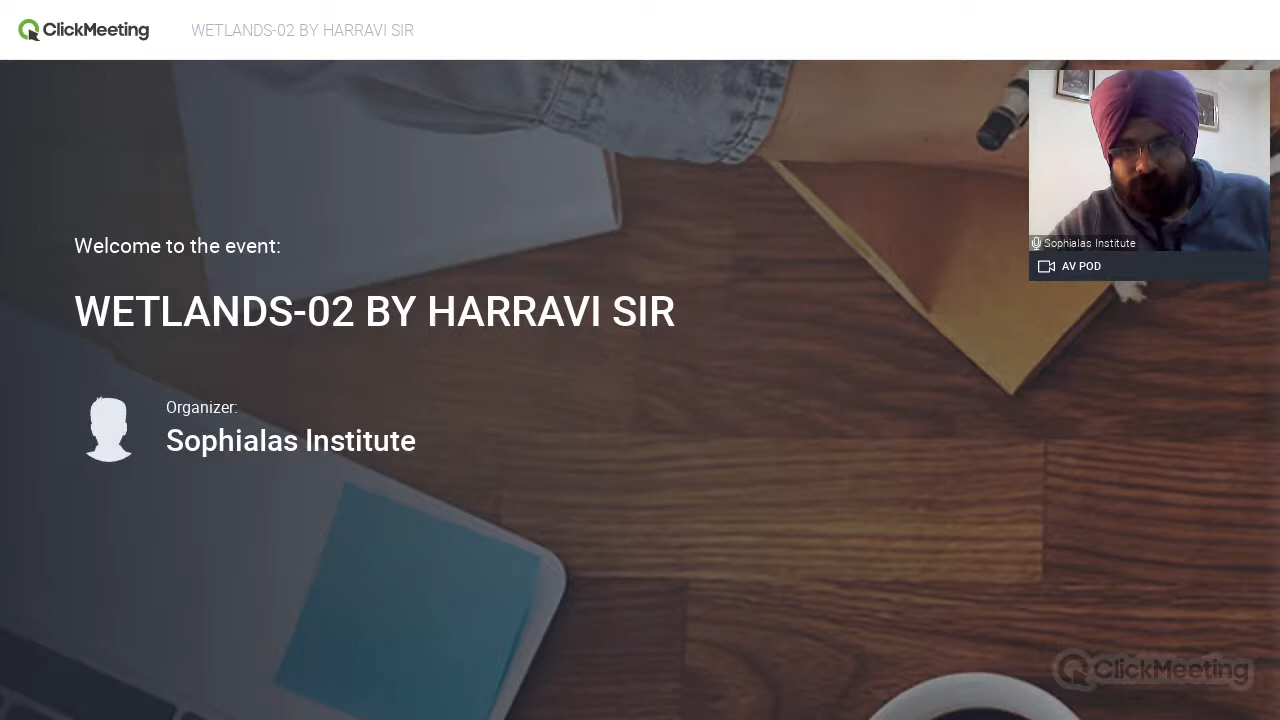 ClickMeeting
WETLANDS-02 BY HARRAVI SIR
Sophialas Institute
AV POD
Welcome to the event:
WETLANDS-02 BY HARRAVI SIR
Organizer:
Sophialas Institute
ClickMeeting